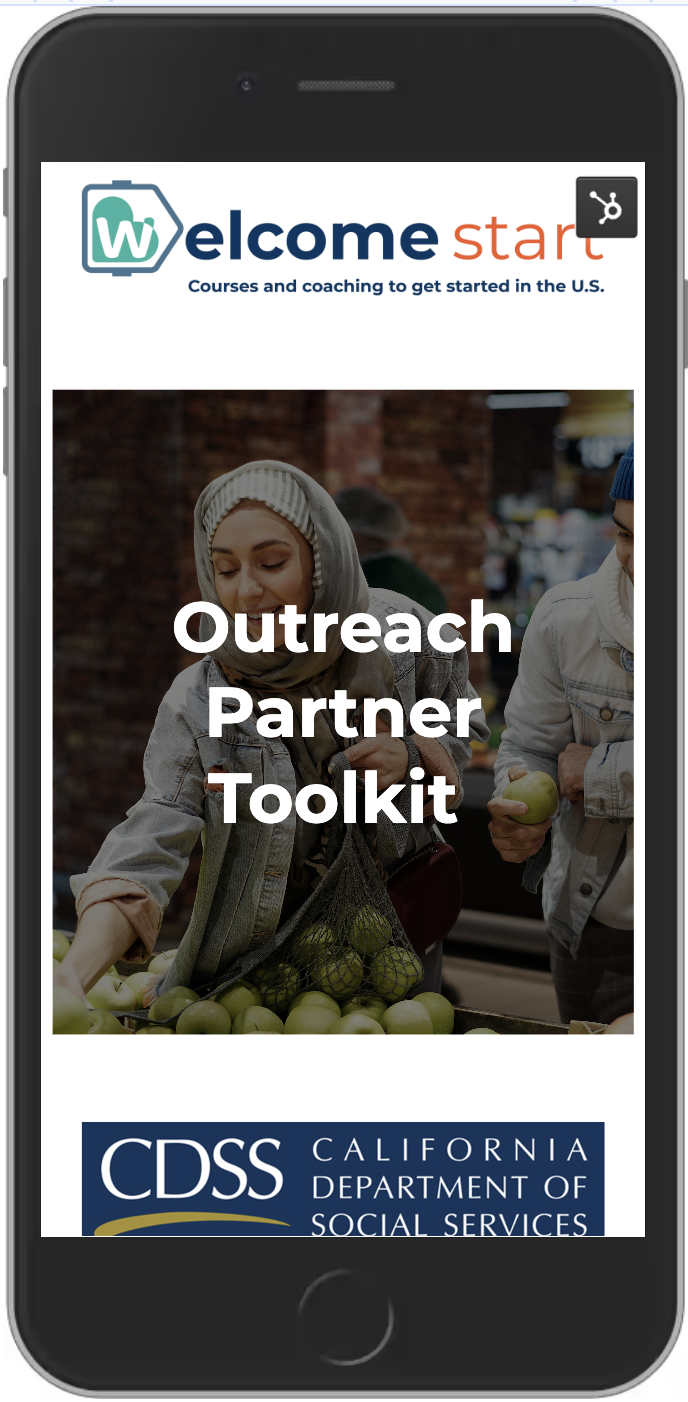 Welcome start
Courses and coaching to get started in the U.S.
Outreach
Partner
Toolkit
CDSS
CALIFORNIA
DEPARTMENT OF
SOCIAL SERVICES